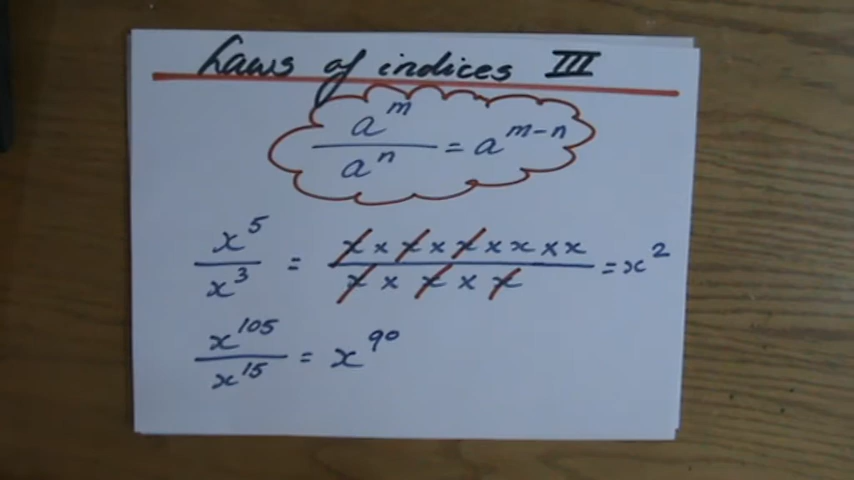 Laws of indices III
a^m / a^n = a^(m-n)
x^5 / x^3 = x × x × x × x × x / x × x × x = x^2
x^105 / x^15 = x^90